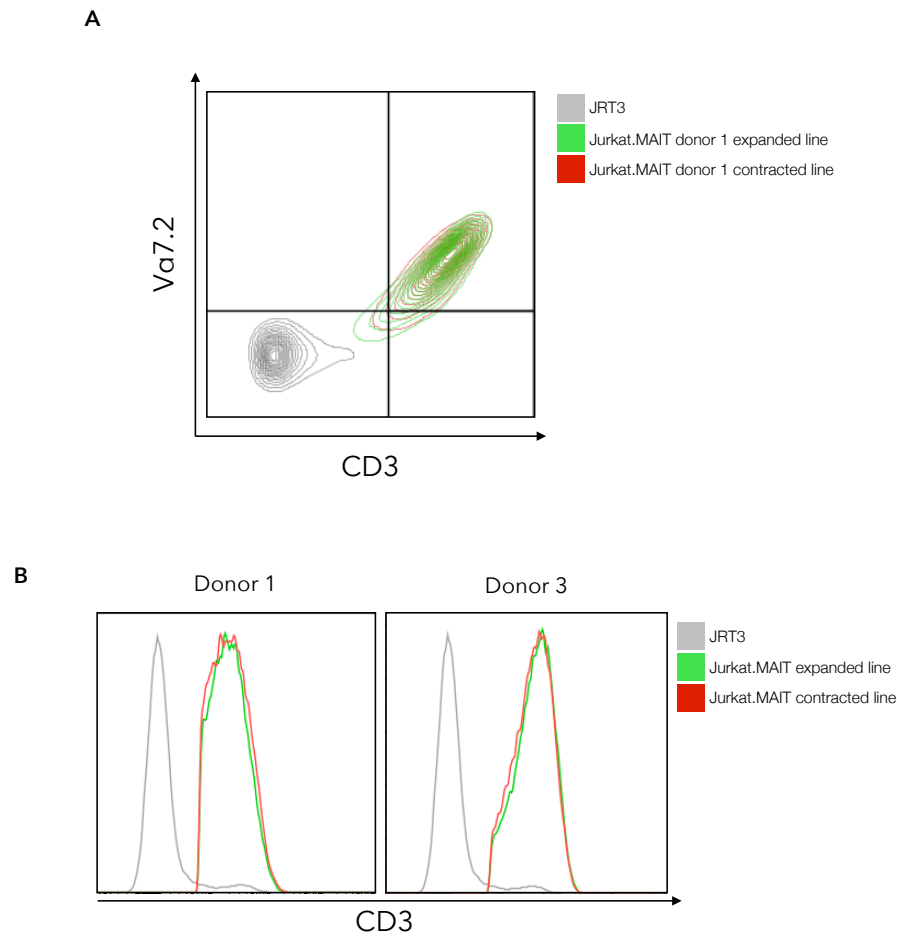 A
JRT3
Jurkat.MAIT donor 1 expanded line
Jurkat.MAIT donor 1 contracted line
Vα7.2
CD3
B
Donor 1
Donor 3
JRT3
Jurkat.MAIT expanded line
Jurkat.MAIT contracted line
CD3